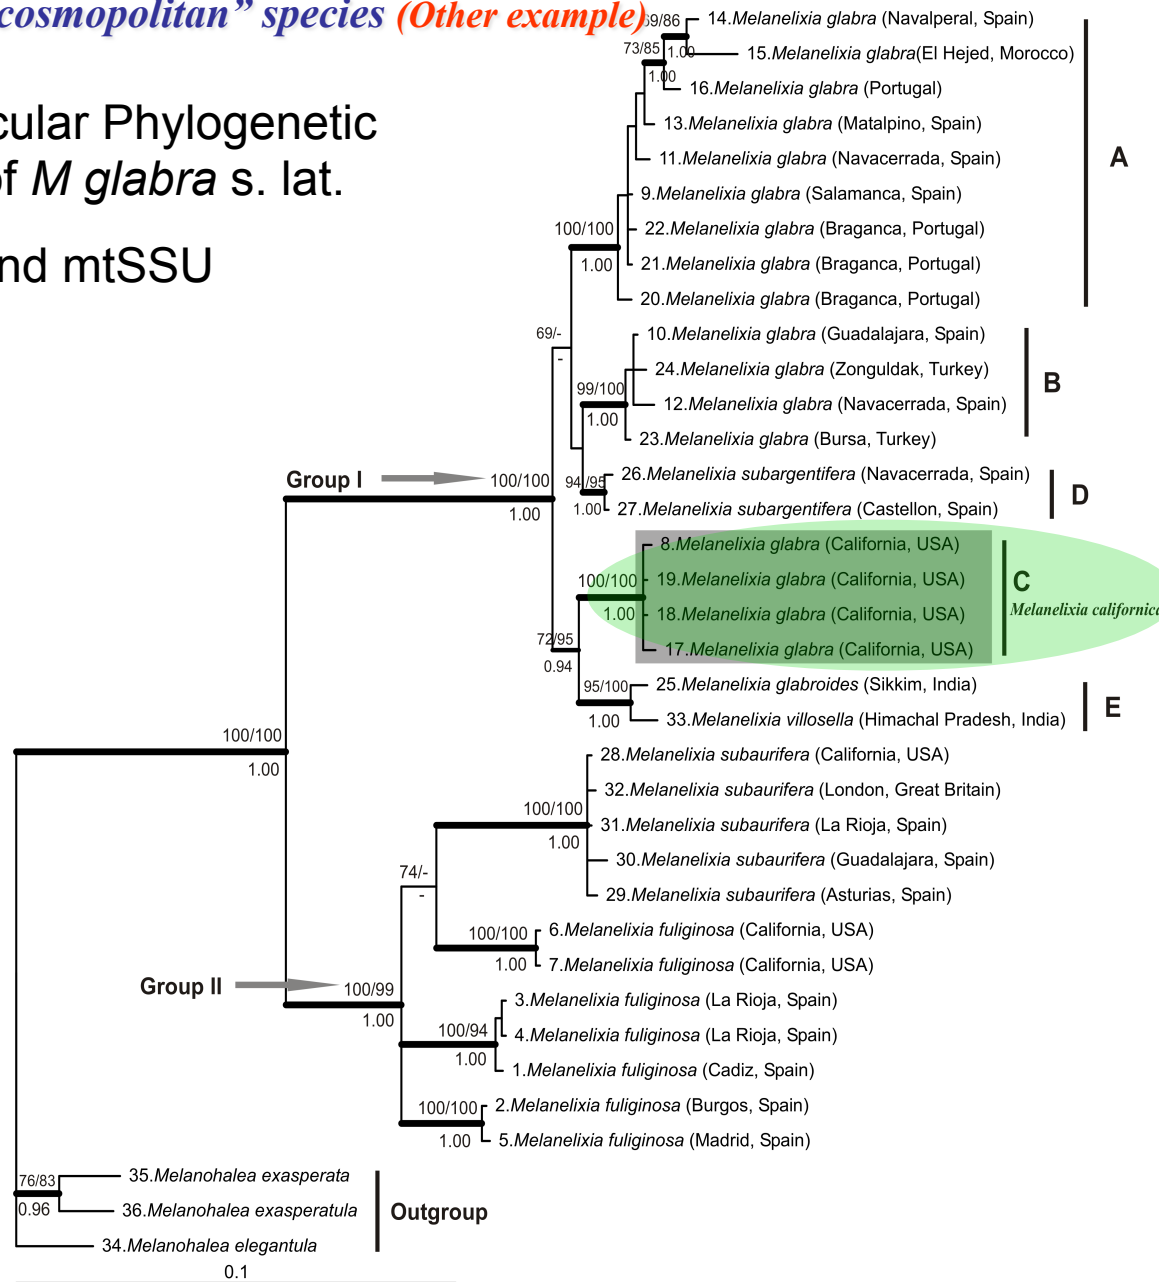 cosmopolitan” species (Other example)
cular Phylogenetic
of M glabra s. lat.
nd mtSSU
69/86
14.Melanelixia glabra (Navalperal, Spain)
73/85
1.00
15.Melanelixia glabra(El Hejed, Morocco)
1.00
16.Melanelixia glabra (Portugal)
13.Melanelixia glabra (Matalpino, Spain)
11.Melanelixia glabra (Navacerrada, Spain)
A
9.Melanelixia glabra (Salamanca, Spain)
100/100
22.Melanelixia glabra (Braganca, Portugal)
1.00
21.Melanelixia glabra (Braganca, Portugal)
20.Melanelixia glabra (Braganca, Portugal)
69/-
-
10.Melanelixia glabra (Guadalajara, Spain)
24.Melanelixia glabra (Zonguldak, Turkey)
B
99/100
1.00
12.Melanelixia glabra (Navacerrada, Spain)
23.Melanelixia glabra (Bursa, Turkey)
Group I
100/100
1.00
94/95
1.00
26.Melanelixia subargentifera (Navacerrada, Spain)
D
27.Melanelixia subargentifera (Castellon, Spain)
8.Melanelixia glabra (California, USA)
100/100
1.00
19.Melanelixia glabra (California, USA)
C
18.Melanelixia glabra (California, USA)
Melanelixia californica
72/95
0.94
17.Melanelixia glabra (California, USA)
95/100
1.00
25.Melanelixia glabroides (Sikkim, India)
E
33.Melanelixia villosella (Himachal Pradesh, India)
100/100
1.00
28.Melanelixia subaurifera (California, USA)
32.Melanelixia subaurifera (London, Great Britain)
100/100
1.00
31.Melanelixia subaurifera (La Rioja, Spain)
30.Melanelixia subaurifera (Guadalajara, Spain)
74/-
-
29.Melanelixia subaurifera (Asturias, Spain)
100/100
1.00
6.Melanelixia fuliginosa (California, USA)
7.Melanelixia fuliginosa (California, USA)
Group II
100/99
1.00
3.Melanelixia fuliginosa (La Rioja, Spain)
100/94
1.00
4.Melanelixia fuliginosa (La Rioja, Spain)
1.Melanelixia fuliginosa (Cadiz, Spain)
100/100
1.00
2.Melanelixia fuliginosa (Burgos, Spain)
5.Melanelixia fuliginosa (Madrid, Spain)
76/83
0.96
35.Melanohalea exasperata
36.Melanohalea exasperatula
Outgroup
34.Melanohalea elegantula
0.1